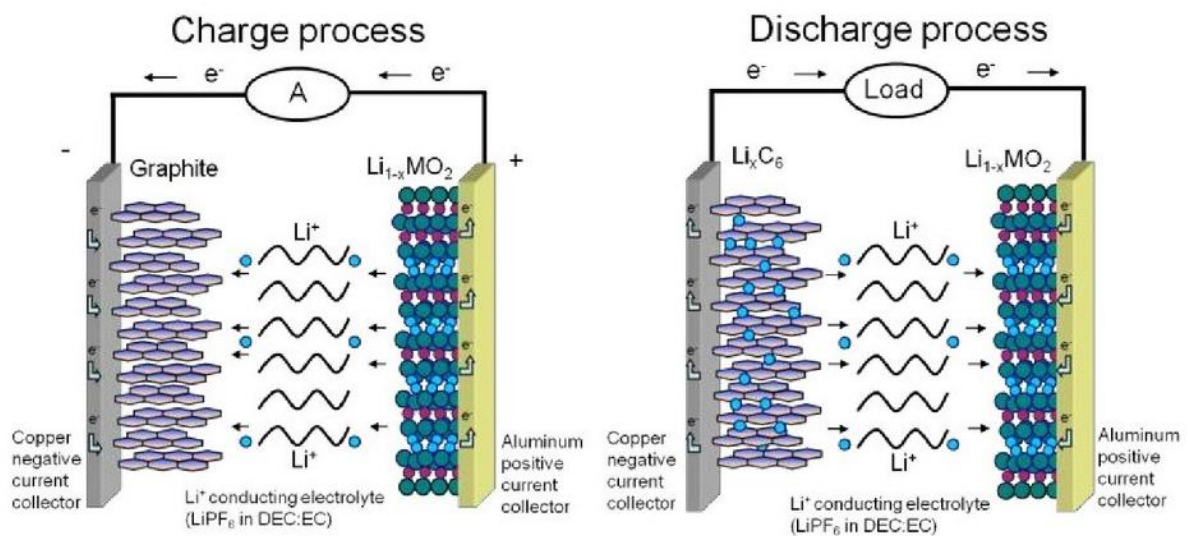 Charge process
e⁻
A
e⁻
-
+
Graphite
Li₁₋ₓMO₂
e⁻
e⁻
e⁻
e⁻
e⁻
e⁻
e⁻
e⁻
Li⁺
Li⁺
Copper
negative
current
collector
Aluminum
positive
current
collector
Li⁺ conducting electrolyte
(LiPF₆ in DEC:EC)
Discharge process
e⁻
Load
e⁻
LiₓC₆
Li₁₋ₓMO₂
e⁻
e⁻
e⁻
e⁻
e⁻
e⁻
e⁻
e⁻
Li⁺
Li⁺
Copper
negative
current
collector
Aluminum
positive
current
collector
Li⁺ conducting electrolyte
(LiPF₆ in DEC:EC)